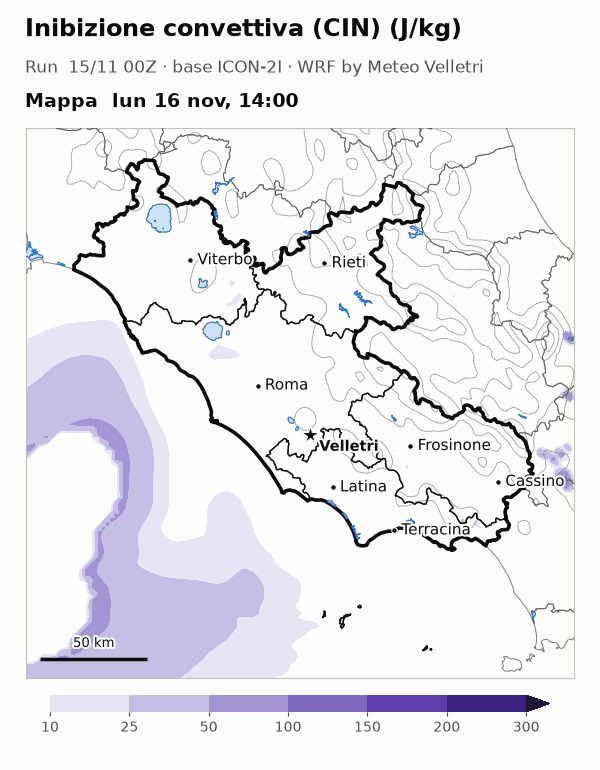 Inibizione convettiva (CIN) (J/kg)
Run  15/11 00Z · base ICON-2I · WRF by Meteo Velletri
Mappa  lun 16 nov, 14:00
Viterbo
Rieti
Roma
Velletri
Frosinone
Latina
Cassino
Terracina
50 km
10 25 50 100 150 200 300